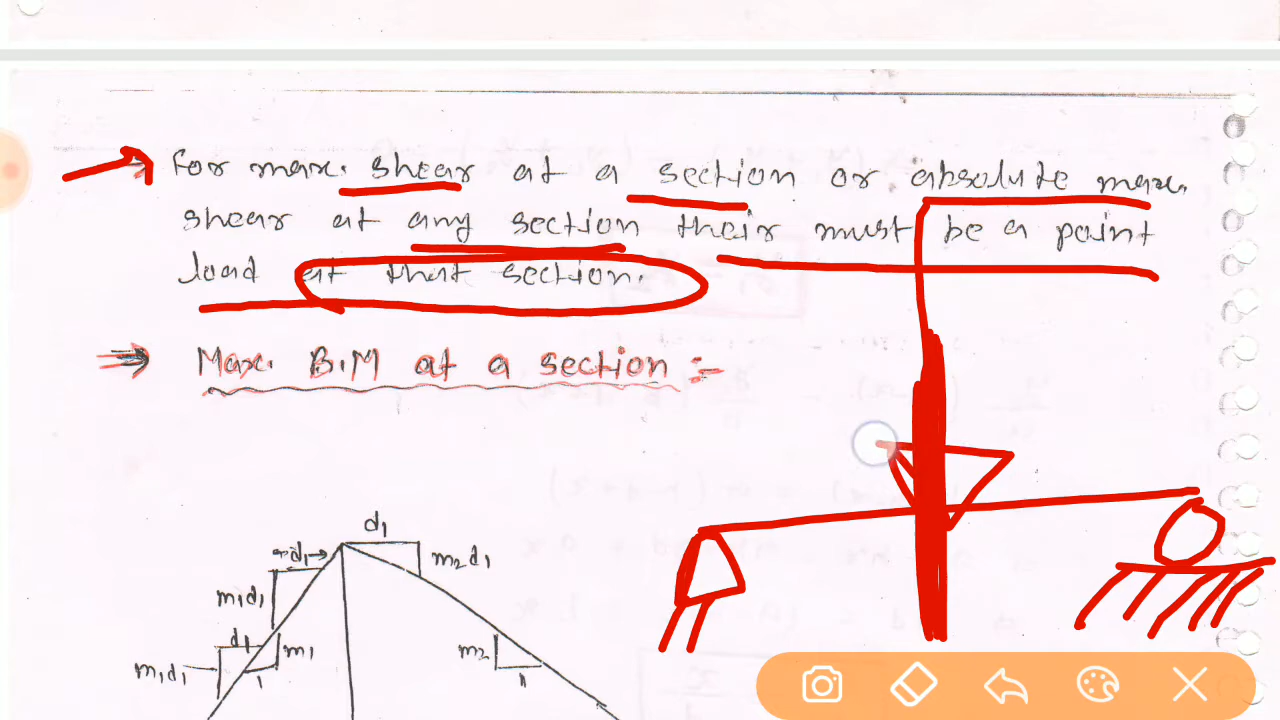 For max. shear at a section or absolute max.
shear at any section their must be a point
load at that section.
⇒ Max. B.M at a section :-
d₁
d₁
m₂d₁
m₁d₁
d₁
m₁
m₂
m₁d₁
1
1